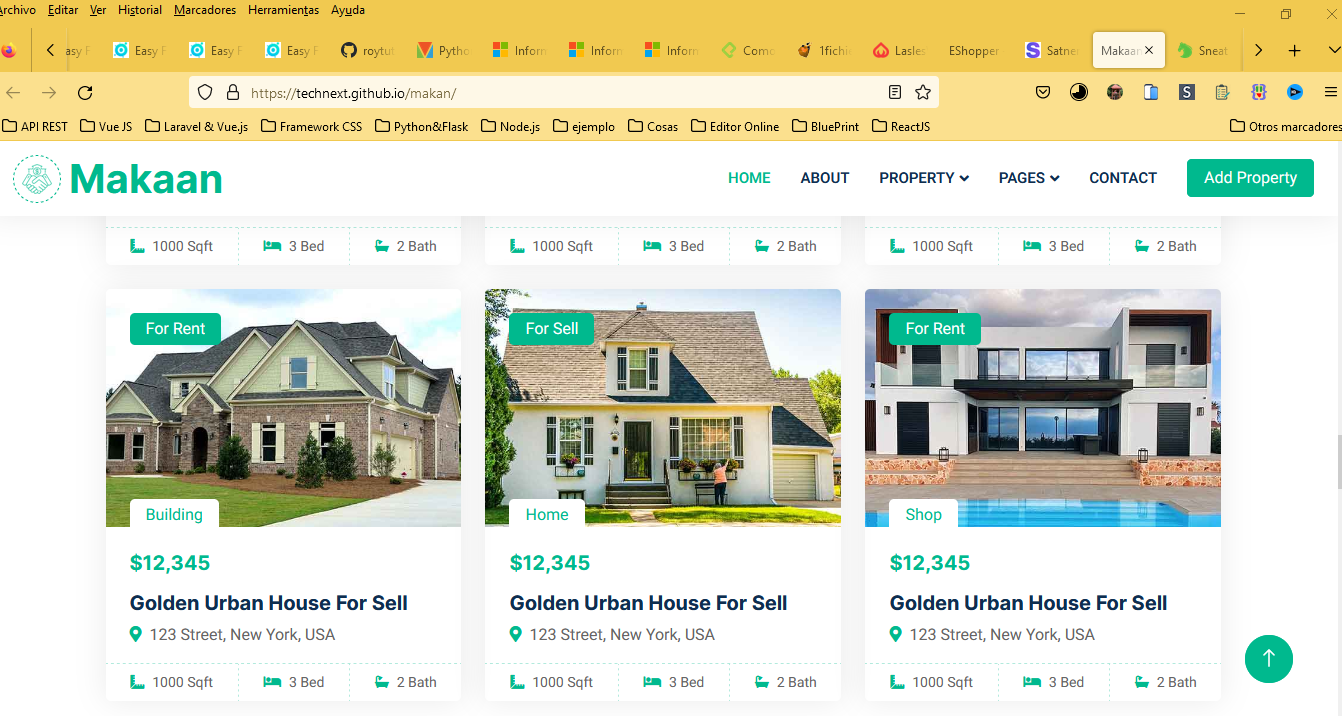 Archivo Editar Ver Historial Marcadores Herramientas Ayuda
Easy F Easy F Easy F roytut Pytho Inform Inform Inform Como 1fichie Lasles EShopper Satner Makaan Sneat
https://technext.github.io/makan/
API REST Vue JS Laravel & Vue.js Framework CSS Python&Flask Node.js ejemplo Cosas Editor Online BluePrint ReactJS Otros marcadores
Makaan HOME ABOUT PROPERTY PAGES CONTACT Add Property
1000 Sqft 3 Bed 2 Bath 1000 Sqft 3 Bed 2 Bath 1000 Sqft 3 Bed 2 Bath
For Rent For Sell For Rent
Building Home Shop
$12,345 $12,345 $12,345
Golden Urban House For Sell Golden Urban House For Sell Golden Urban House For Sell
123 Street, New York, USA 123 Street, New York, USA 123 Street, New York, USA
1000 Sqft 3 Bed 2 Bath 1000 Sqft 3 Bed 2 Bath 1000 Sqft 3 Bed 2 Bath